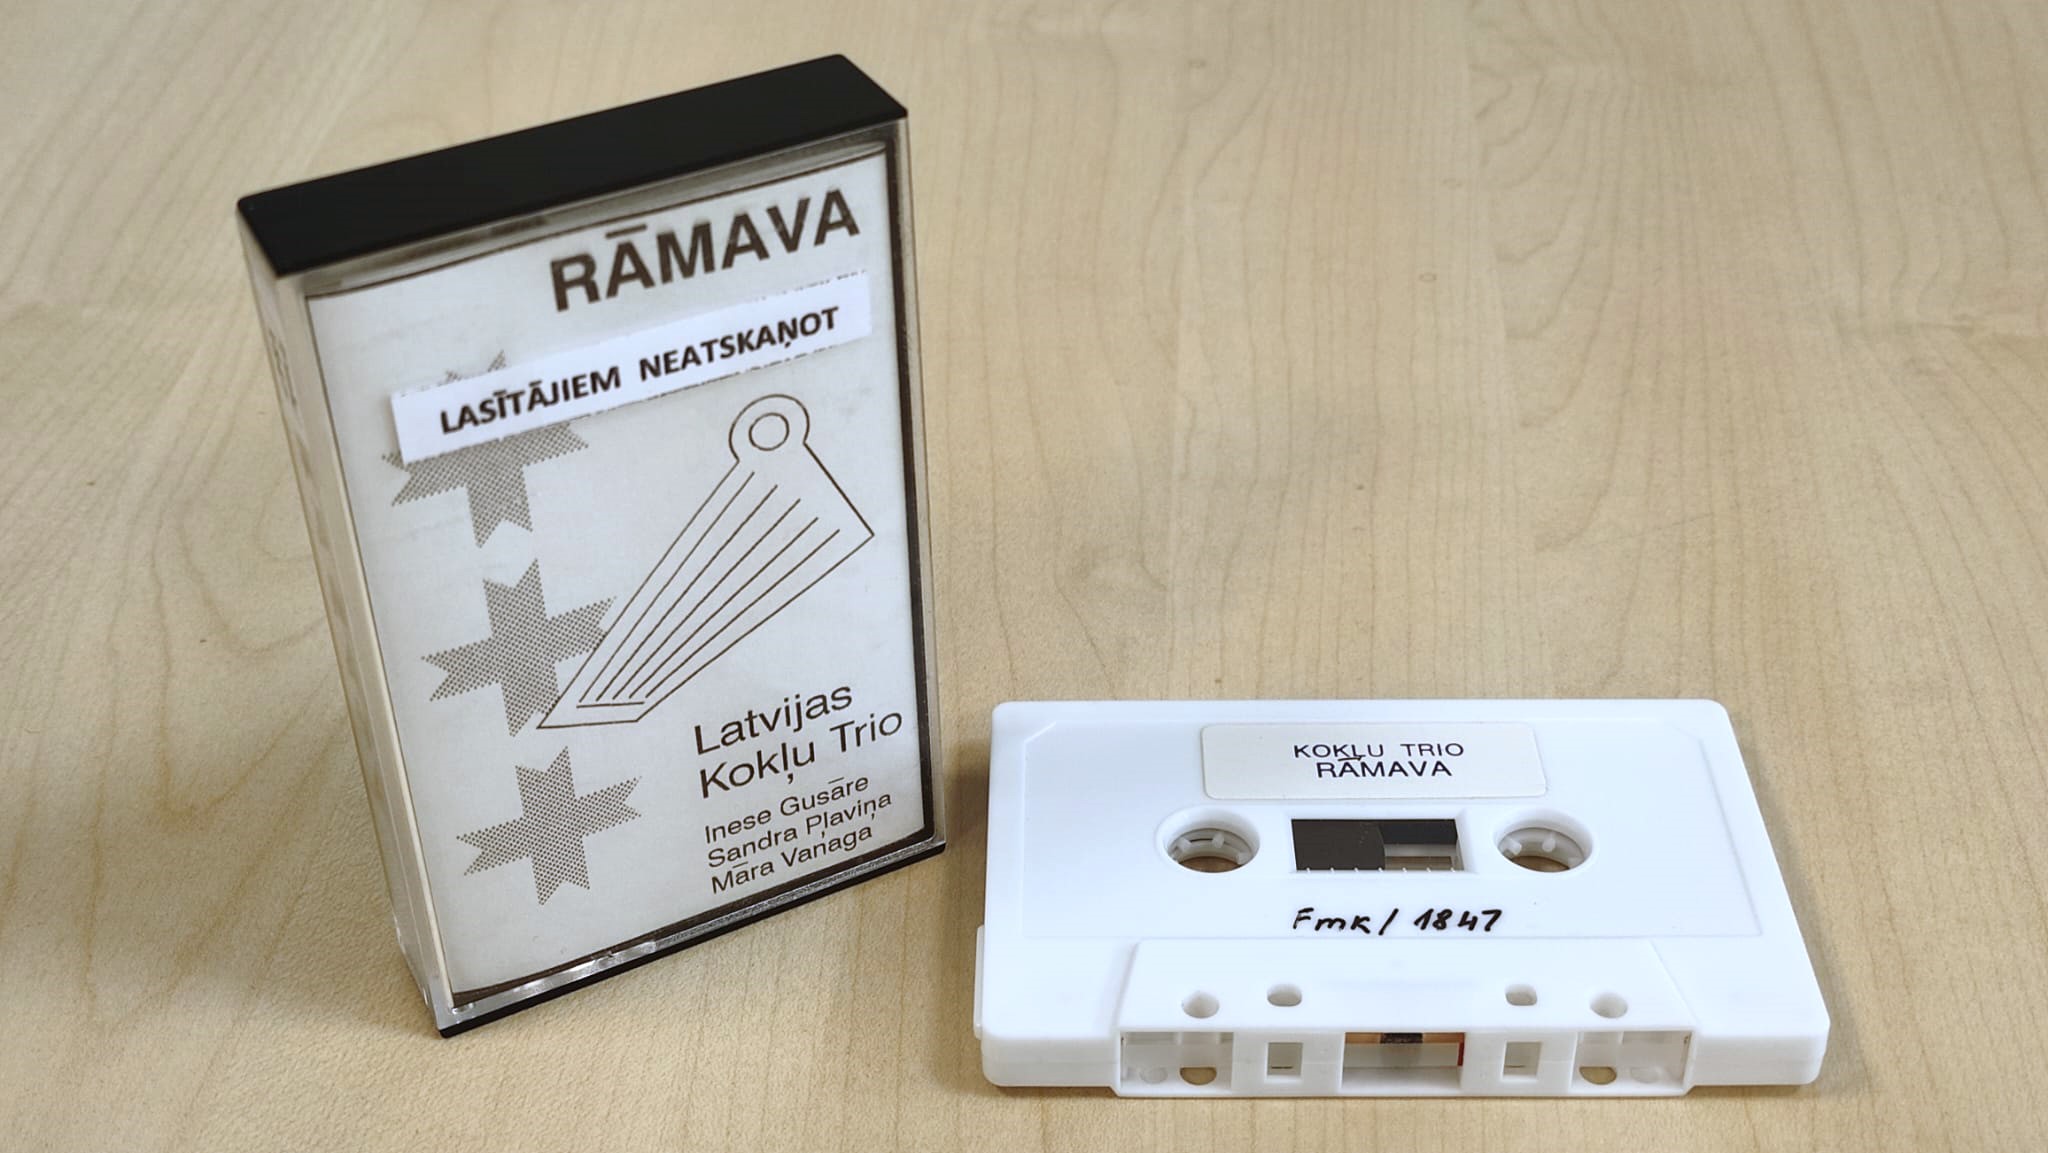 RĀMAVA
LASĪTĀJIEM NEATSKAŅOT
Latvijas
Kokļu Trio
Inese Gusāre
Sandra Pļaviņa
Māra Vanaga
KOKĻU TRIO
RĀMAVA
Fmk/ 1847